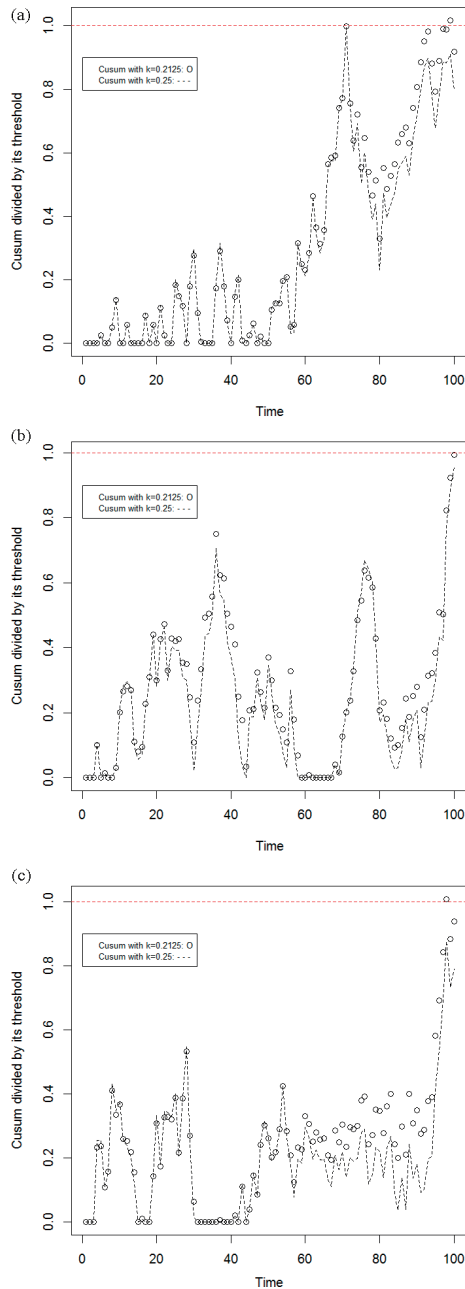 (a)
Cusum divided by its threshold
1.0
0.8
0.6
0.4
0.2
0.0
Cusum with k=0.2125: O
Cusum with k=0.25: - - -
0 20 40 60 80 100
Time
(b)
Cusum divided by its threshold
1.0
0.8
0.6
0.4
0.2
0.0
Cusum with k=0.2125: O
Cusum with k=0.25: - - -
0 20 40 60 80 100
Time
(c)
Cusum divided by its threshold
1.0
0.8
0.6
0.4
0.2
0.0
Cusum with k=0.2125: O
Cusum with k=0.25: - - -
0 20 40 60 80 100
Time